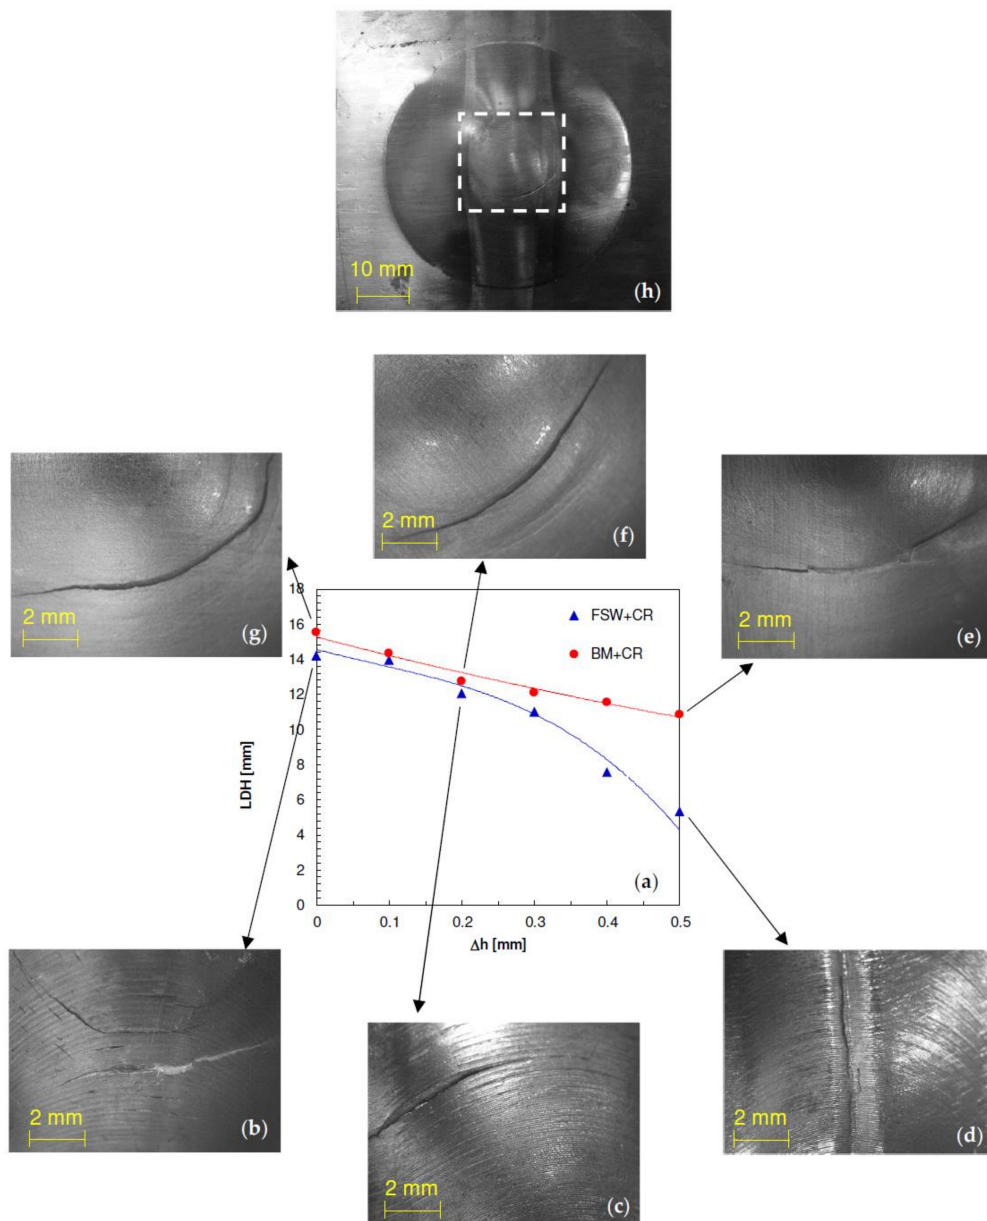 10 mm
(h)
2 mm
(f)
2 mm
(g)
2 mm
(e)
18
16
14
12
10
8
6
4
2
0
LDH [mm]
FSW+CR
BM+CR
(a)
0
0.1
0.2
0.3
0.4
0.5
Δh [mm]
2 mm
(b)
2 mm
(c)
2 mm
(d)